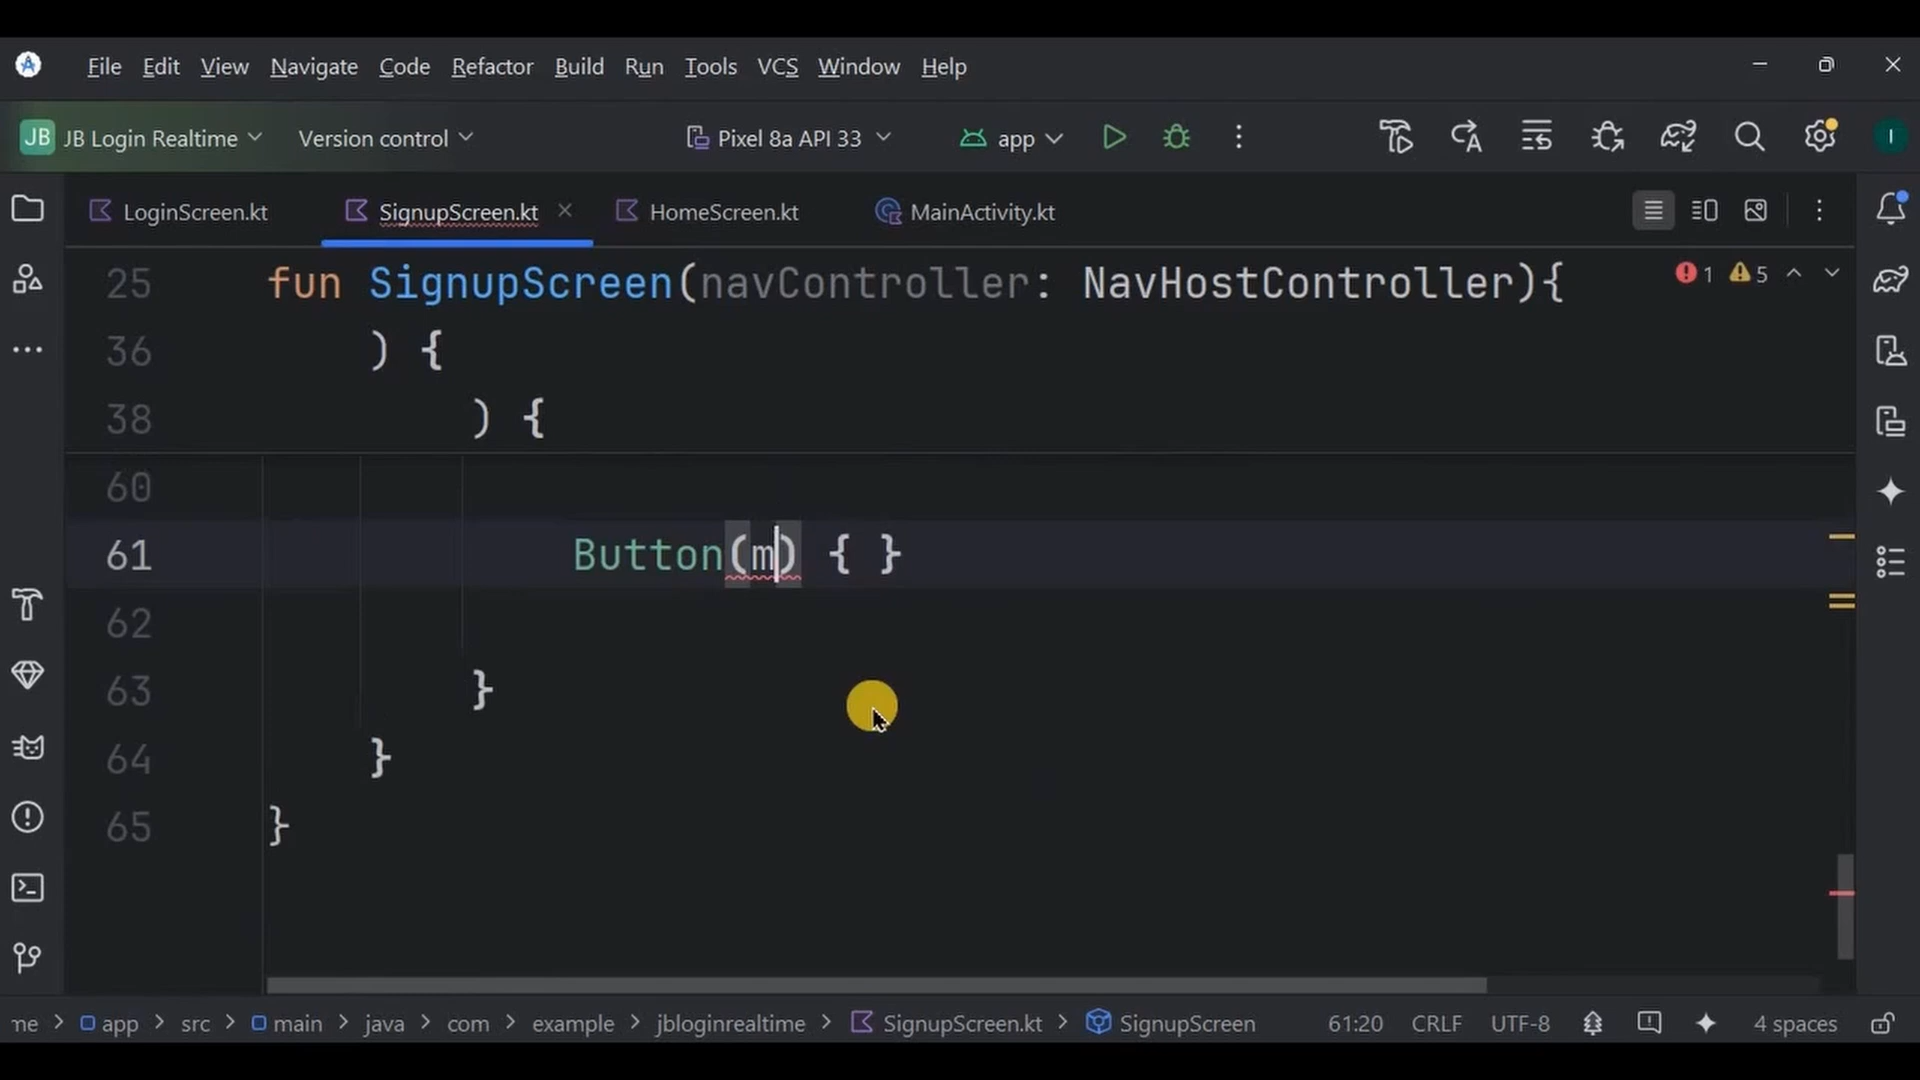 File Edit View Navigate Code Refactor Build Run Tools VCS Window Help
JB JB Login Realtime Version control Pixel 8a API 33 app I
LoginScreen.kt SignupScreen.kt HomeScreen.kt MainActivity.kt
25 fun SignupScreen(navController: NavHostController){ 1 5
36 ) {
38 ) {
60
61 Button(m) { }
62
63 }
64 }
65 }
me > app > src > main > java > com > example > jbloginrealtime > SignupScreen.kt > SignupScreen 61:20 CRLF UTF-8 4 spaces